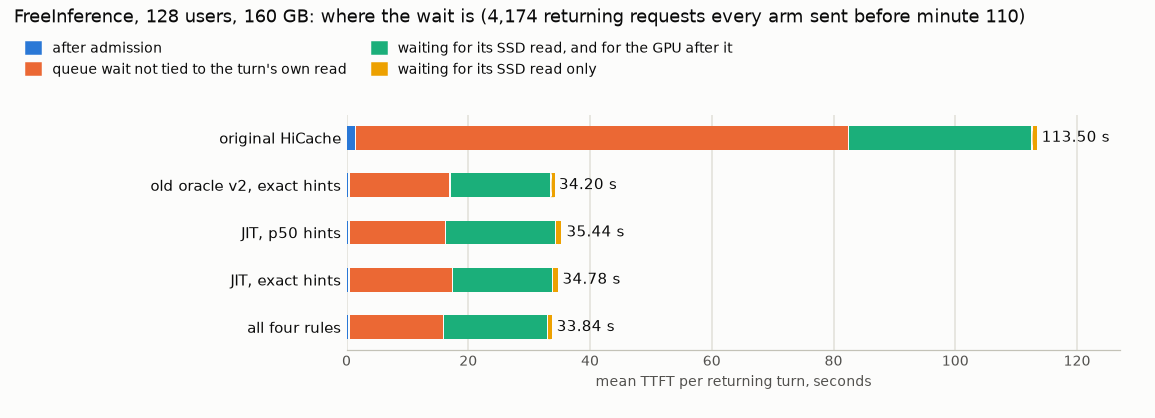 FreeInference, 128 users, 160 GB: where the wait is (4,174 returning requests every arm sent before minute 110)
after admission
waiting for its SSD read, and for the GPU after it
queue wait not tied to the turn's own read
waiting for its SSD read only
original HiCache 113.50 s
old oracle v2, exact hints 34.20 s
JIT, p50 hints 35.44 s
JIT, exact hints 34.78 s
all four rules 33.84 s
0 20 40 60 80 100 120
mean TTFT per returning turn, seconds